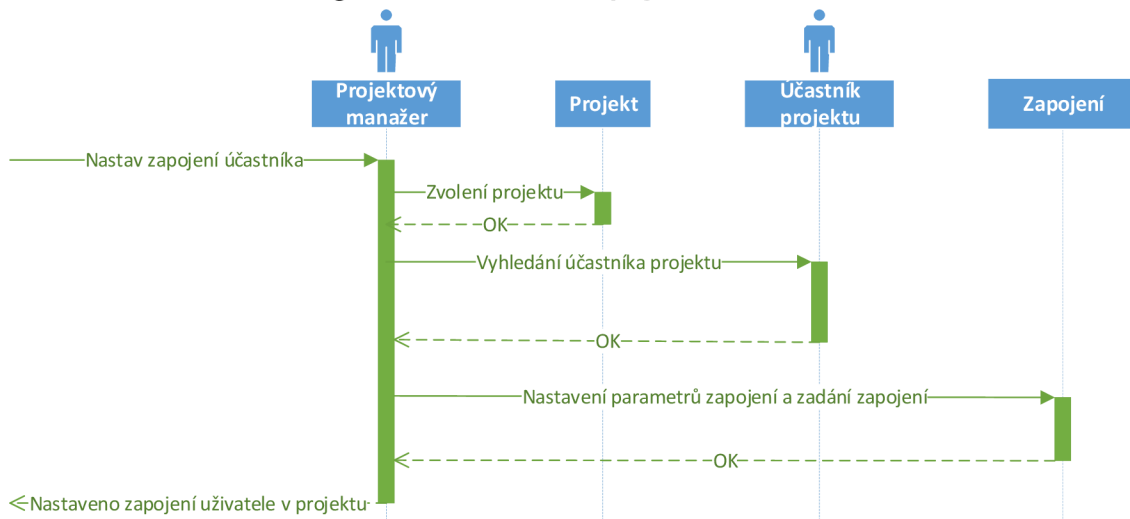 Projektový
manažer
Projekt
Účastník
projektu
Zapojení
Nastav zapojení účastníka
Zvolení projektu
OK
Vyhledání účastníka projektu
OK
Nastavení parametrů zapojení a zadání zapojení
OK
Nastaveno zapojení uživatele v projektu